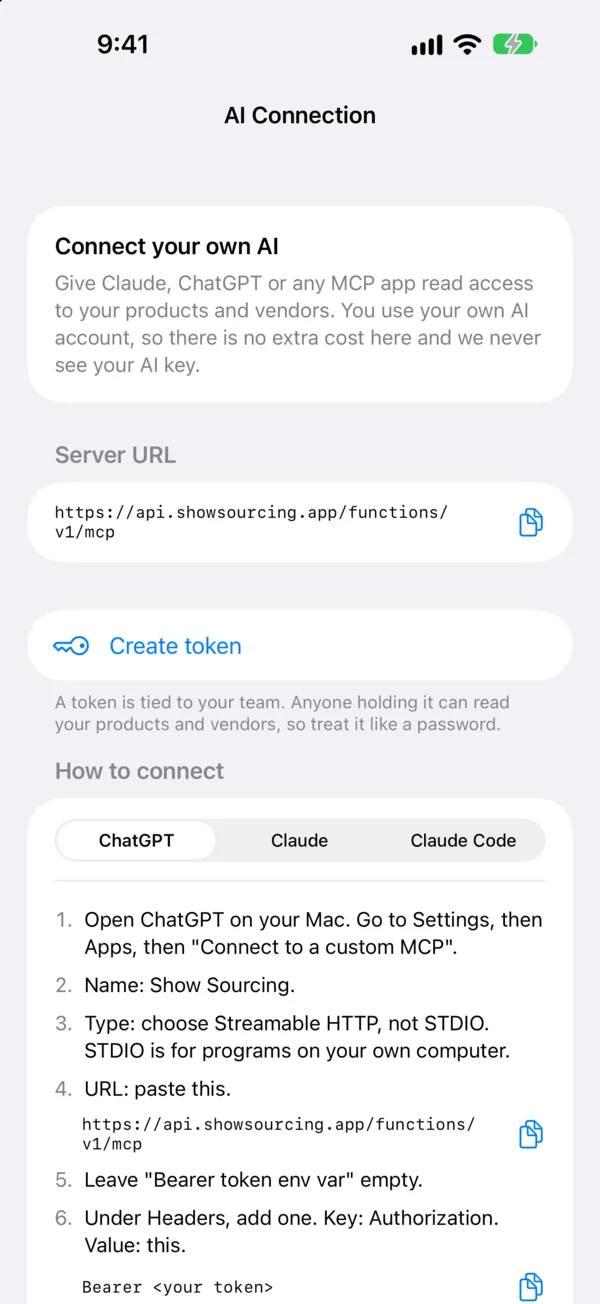 9:41
AI Connection
Connect your own AI
Give Claude, ChatGPT or any MCP app read access
to your products and vendors. You use your own AI
account, so there is no extra cost here and we never
see your AI key.
Server URL
https://api.showsourcing.app/functions/
v1/mcp
Create token
A token is tied to your team. Anyone holding it can read
your products and vendors, so treat it like a password.
How to connect
ChatGPT Claude Claude Code
1. Open ChatGPT on your Mac. Go to Settings, then
Apps, then "Connect to a custom MCP".
2. Name: Show Sourcing.
3. Type: choose Streamable HTTP, not STDIO.
STDIO is for programs on your own computer.
4. URL: paste this.
https://api.showsourcing.app/functions/
v1/mcp
5. Leave "Bearer token env var" empty.
6. Under Headers, add one. Key: Authorization.
Value: this.
Bearer <your token>